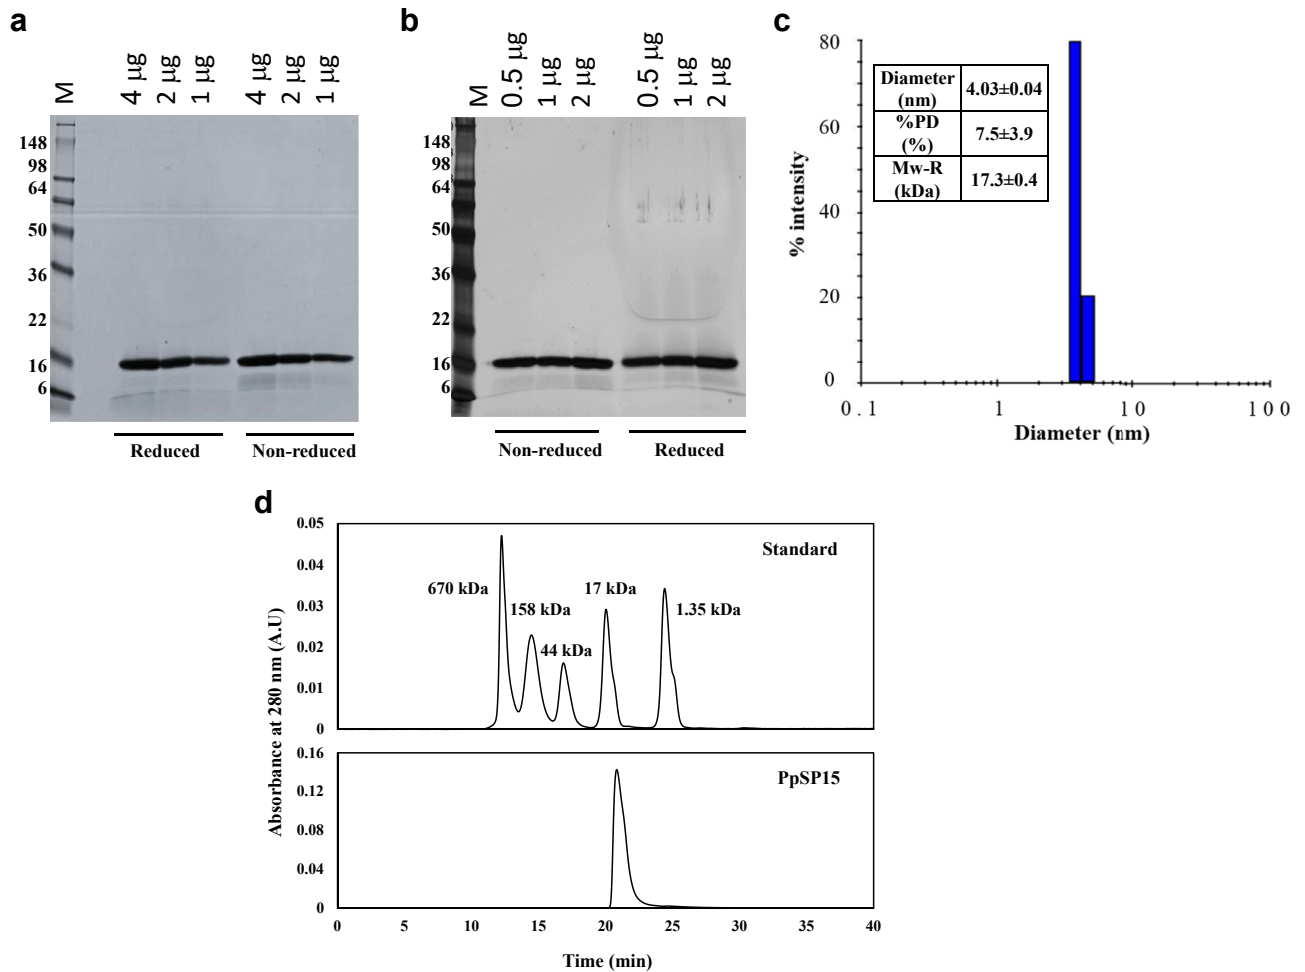 a
M
4 µg
2 µg
1 µg
4 µg
2 µg
1 µg
148
98
64
50
36
22
16
6
Reduced
Non-reduced
b
M
0.5 µg
1 µg
2 µg
0.5 µg
1 µg
2 µg
148
98
64
50
36
22
16
6
Non-reduced
Reduced
c
% intensity
80
60
40
20
0
Diameter (nm) 4.03±0.04
%PD (%) 7.5±3.9
Mw-R (kDa) 17.3±0.4
0.1 1 10 100
Diameter (nm)
d
Absorbance at 280 nm (A.U)
0.05
0.04
0.03
0.02
0.01
0
Standard
670 kDa
158 kDa
44 kDa
17 kDa
1.35 kDa
0.16
0.12
0.08
0.04
0
PpSP15
0 5 10 15 20 25 30 35 40
Time (min)